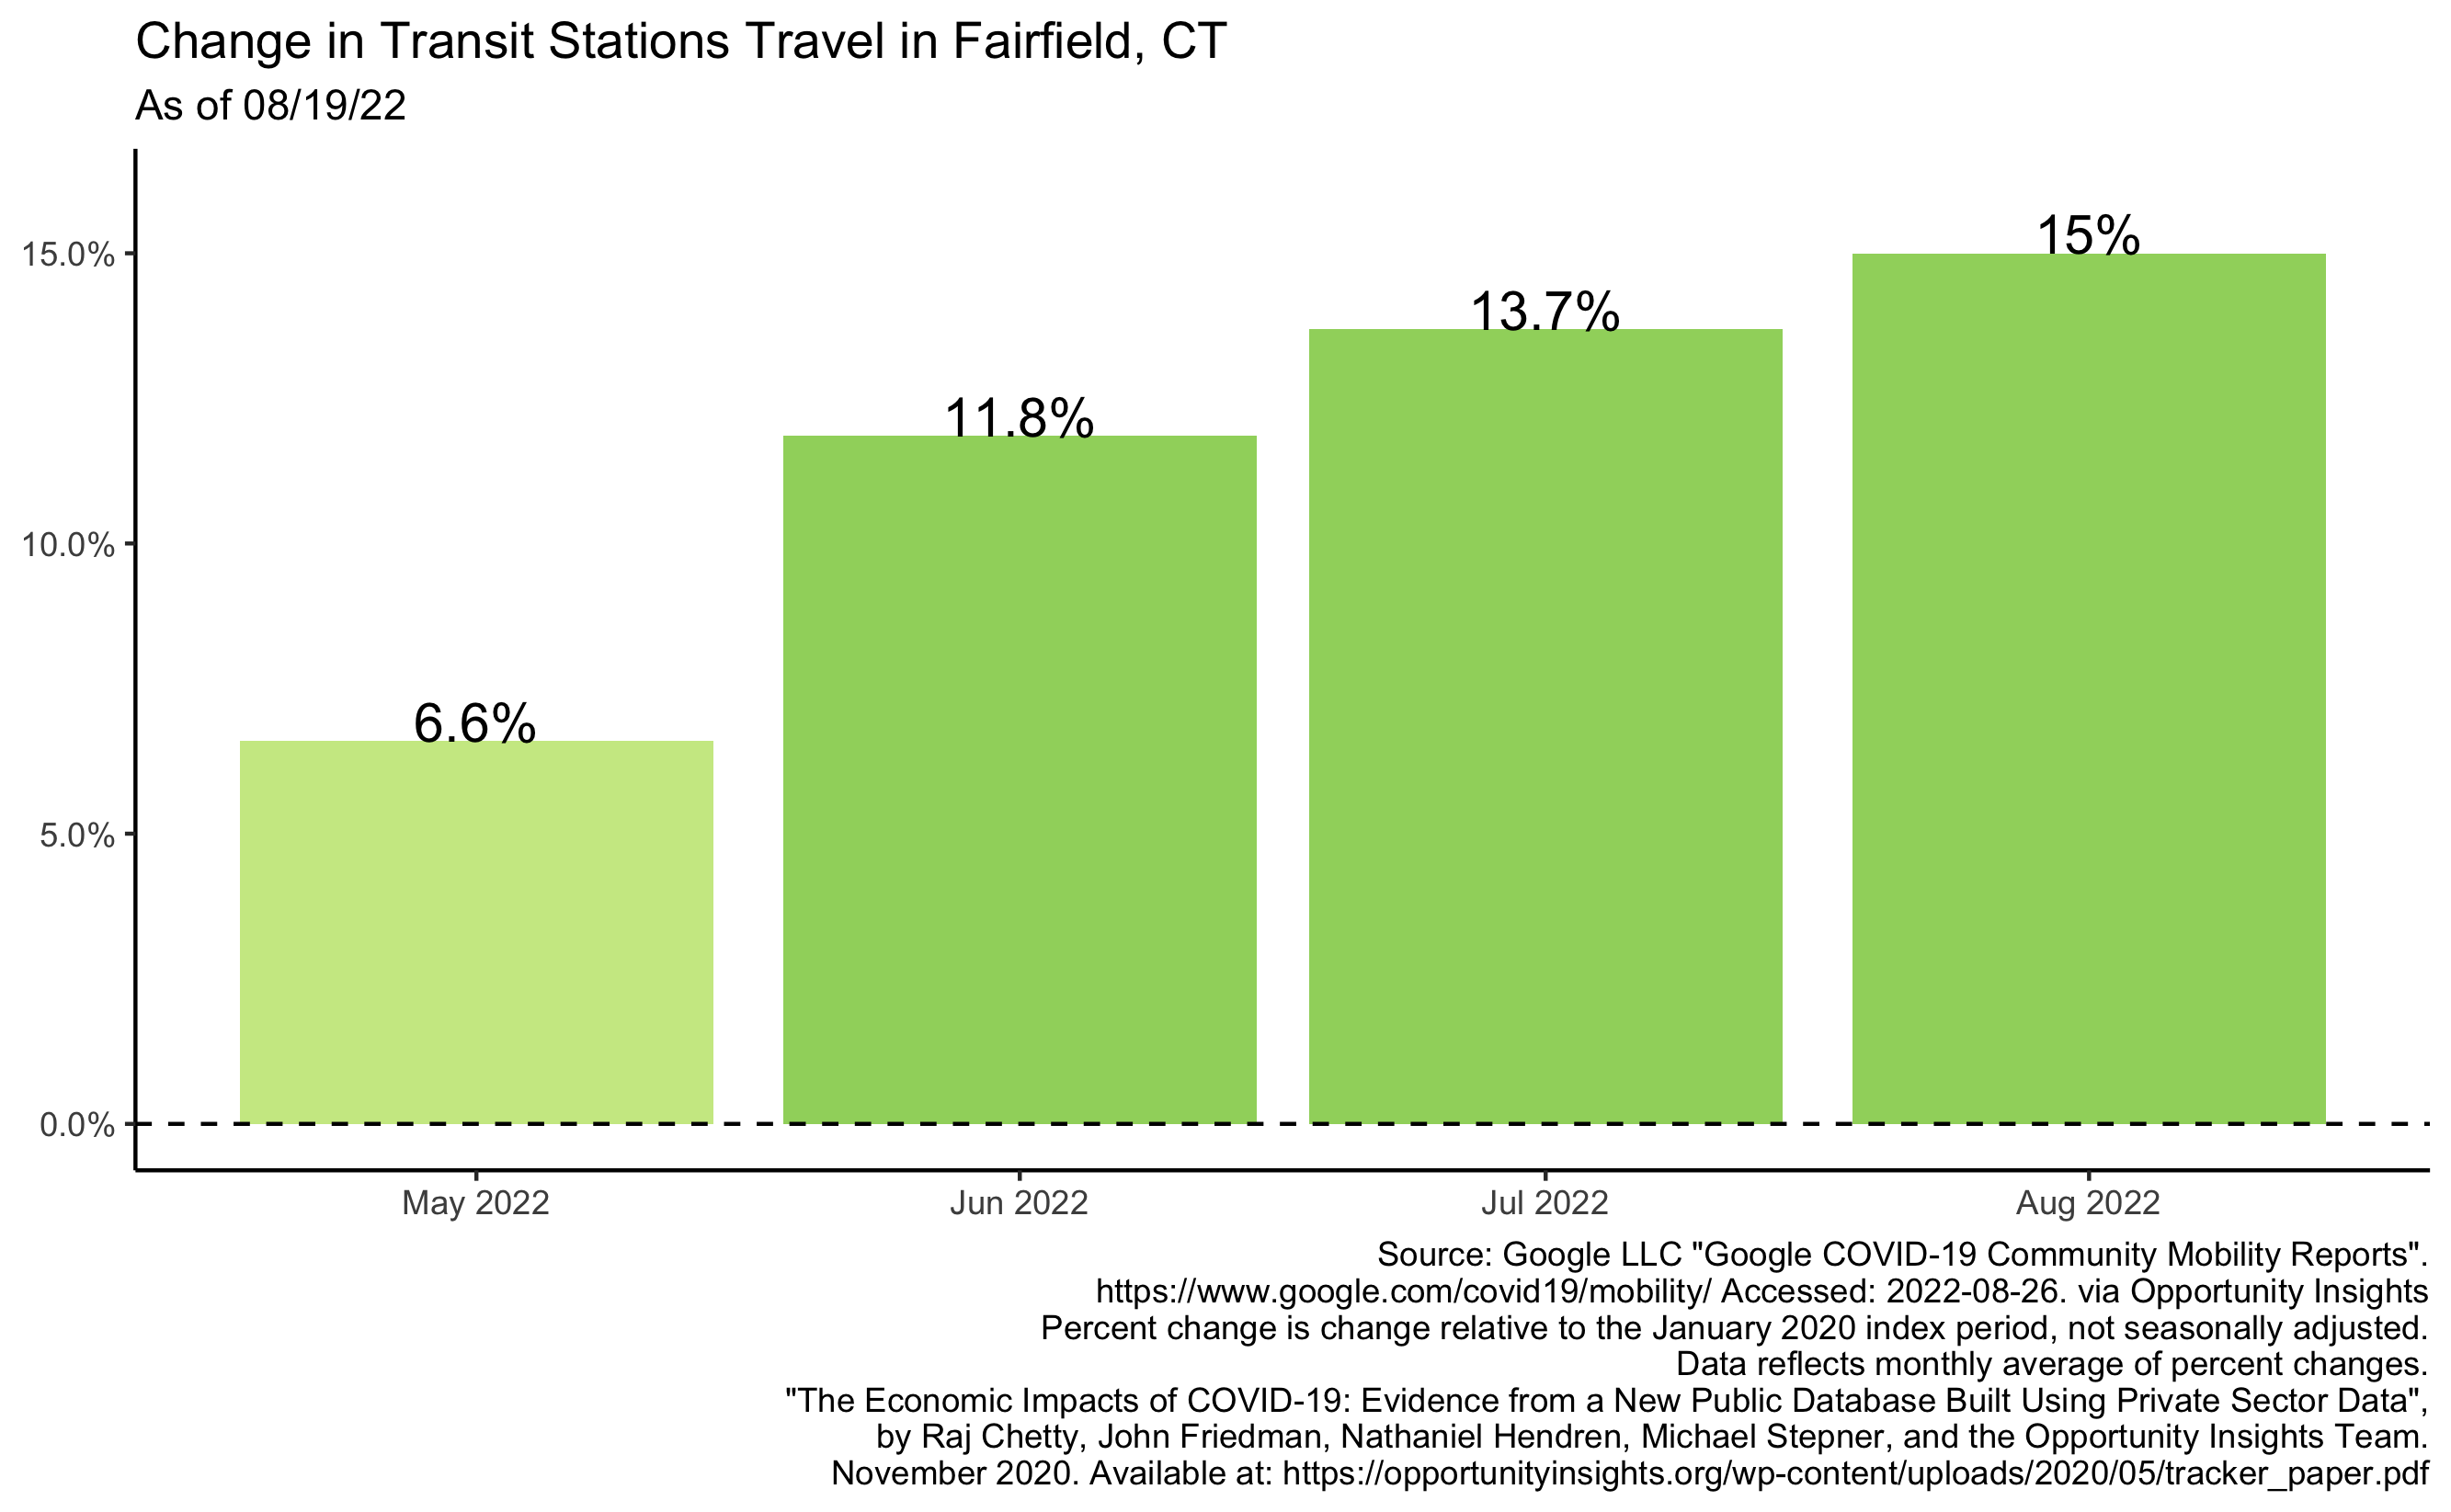 Change in Transit Stations Travel in Fairfield, CT
As of 08/19/22
15.0%
10.0%
5.0%
0.0%
6.6%
11.8%
13.7%
15%
May 2022
Jun 2022
Jul 2022
Aug 2022
Source: Google LLC "Google COVID-19 Community Mobility Reports".
https://www.google.com/covid19/mobility/ Accessed: 2022-08-26. via Opportunity Insights
Percent change is change relative to the January 2020 index period, not seasonally adjusted.
Data reflects monthly average of percent changes.
"The Economic Impacts of COVID-19: Evidence from a New Public Database Built Using Private Sector Data",
by Raj Chetty, John Friedman, Nathaniel Hendren, Michael Stepner, and the Opportunity Insights Team.
November 2020. Available at: https://opportunityinsights.org/wp-content/uploads/2020/05/tracker_paper.pdf